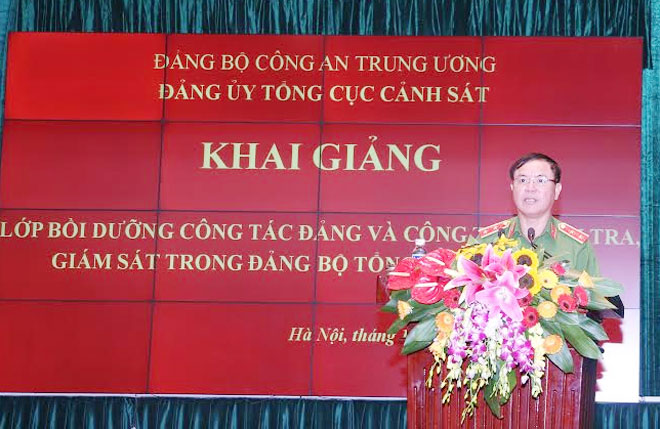 ĐẢNG BỘ CÔNG AN TRUNG ƯƠNG
ĐẢNG ỦY TỔNG CỤC CẢNH SÁT
KHAI GIẢNG
LỚP BỒI DƯỠNG CÔNG TÁC ĐẢNG VÀ CÔNG TRA,
GIÁM SÁT TRONG ĐẢNG BỘ TỔNG
Hà Nội, tháng